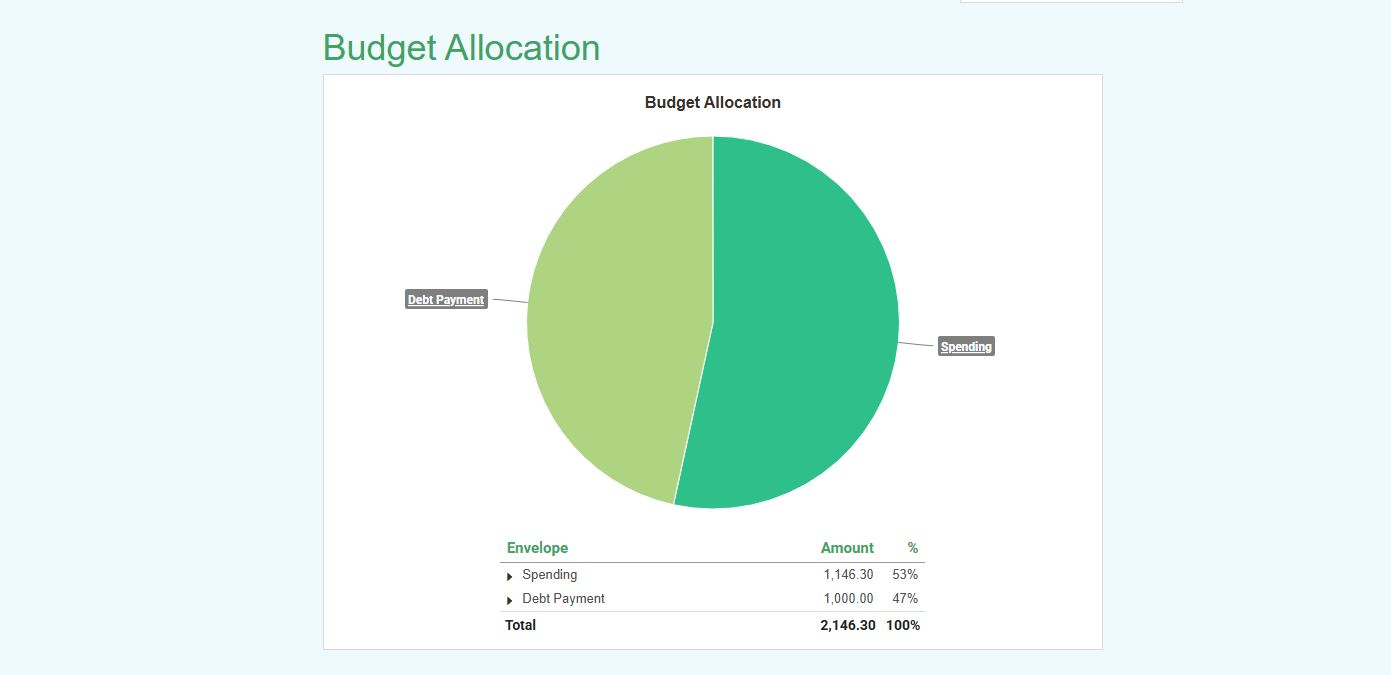 Budget Allocation
Budget Allocation
Debt Payment
Spending
Envelope Amount %
Spending 1,146.30 53%
Debt Payment 1,000.00 47%
Total 2,146.30 100%